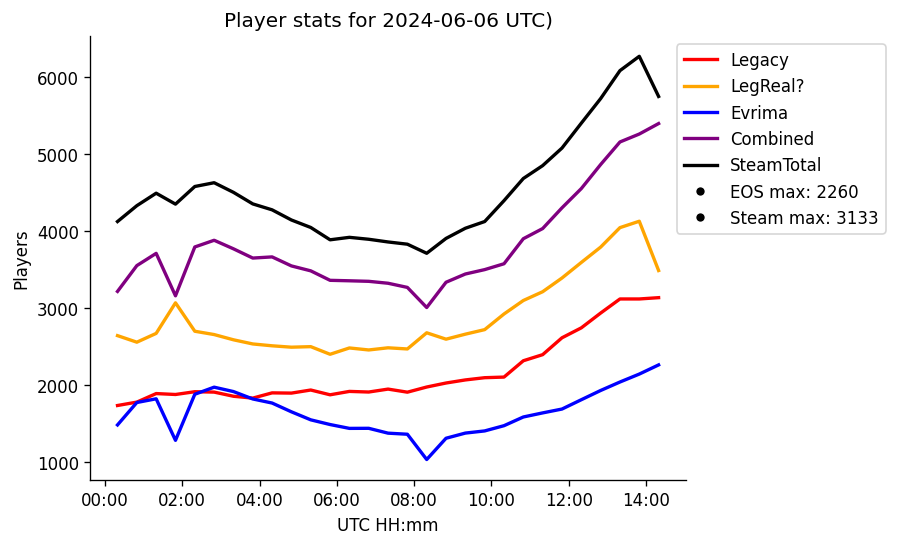 Player stats for 2024-06-06 UTC)
Legacy
LegReal?
Evrima
Combined
SteamTotal
EOS max: 2260
Steam max: 3133
Players
6000
5000
4000
3000
2000
1000
00:00 02:00 04:00 06:00 08:00 10:00 12:00 14:00
UTC HH:mm